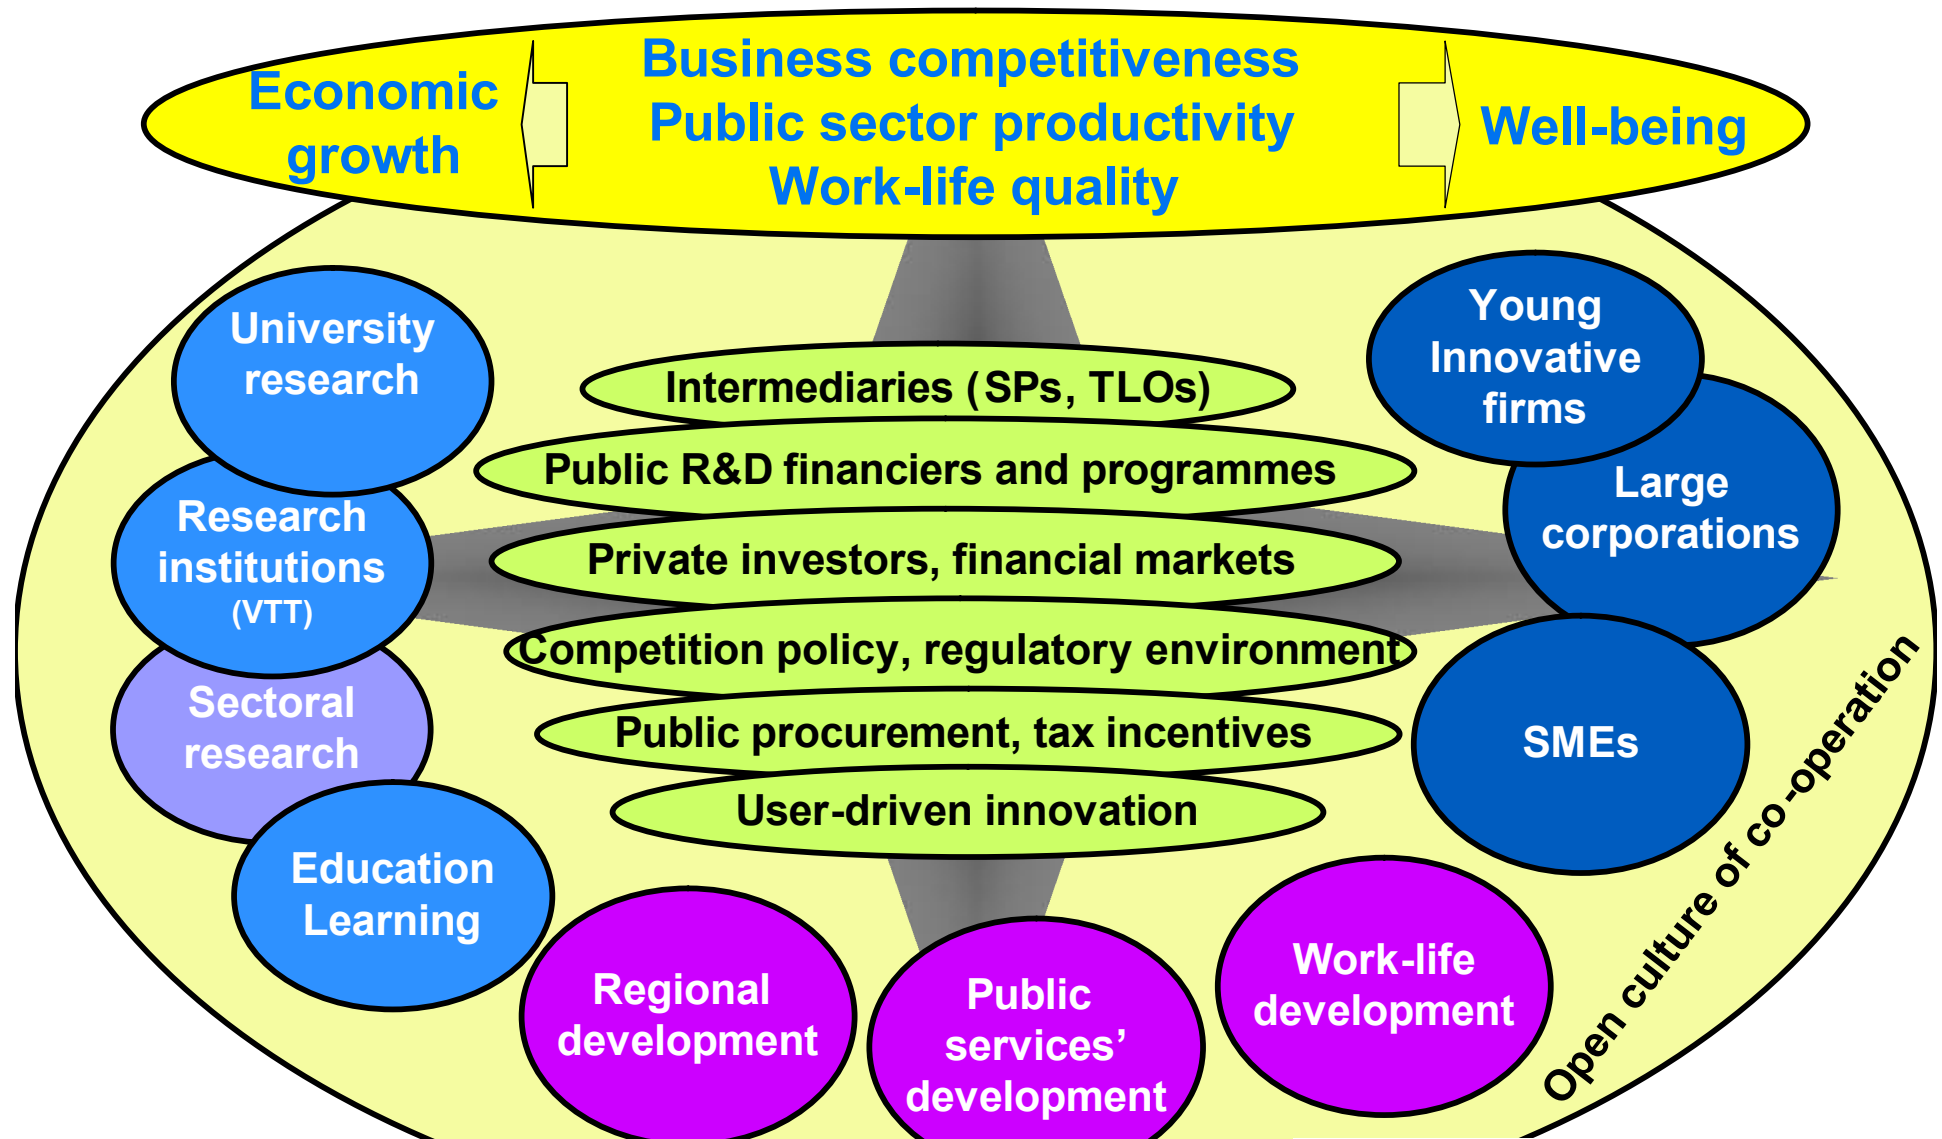 Economic
growth
Business competitiveness
Public sector productivity
Work-life quality
Well-being
University
research
Research
institutions
(VTT)
Sectoral
research
Education
Learning
Intermediaries (SPs, TLOs)
Public R&D financiers and programmes
Private investors, financial markets
Competition policy, regulatory environment
Public procurement, tax incentives
User-driven innovation
Young
Innovative
firms
Large
corporations
SMEs
Regional
development
Public
services’
development
Work-life
development
Open culture of co-operation